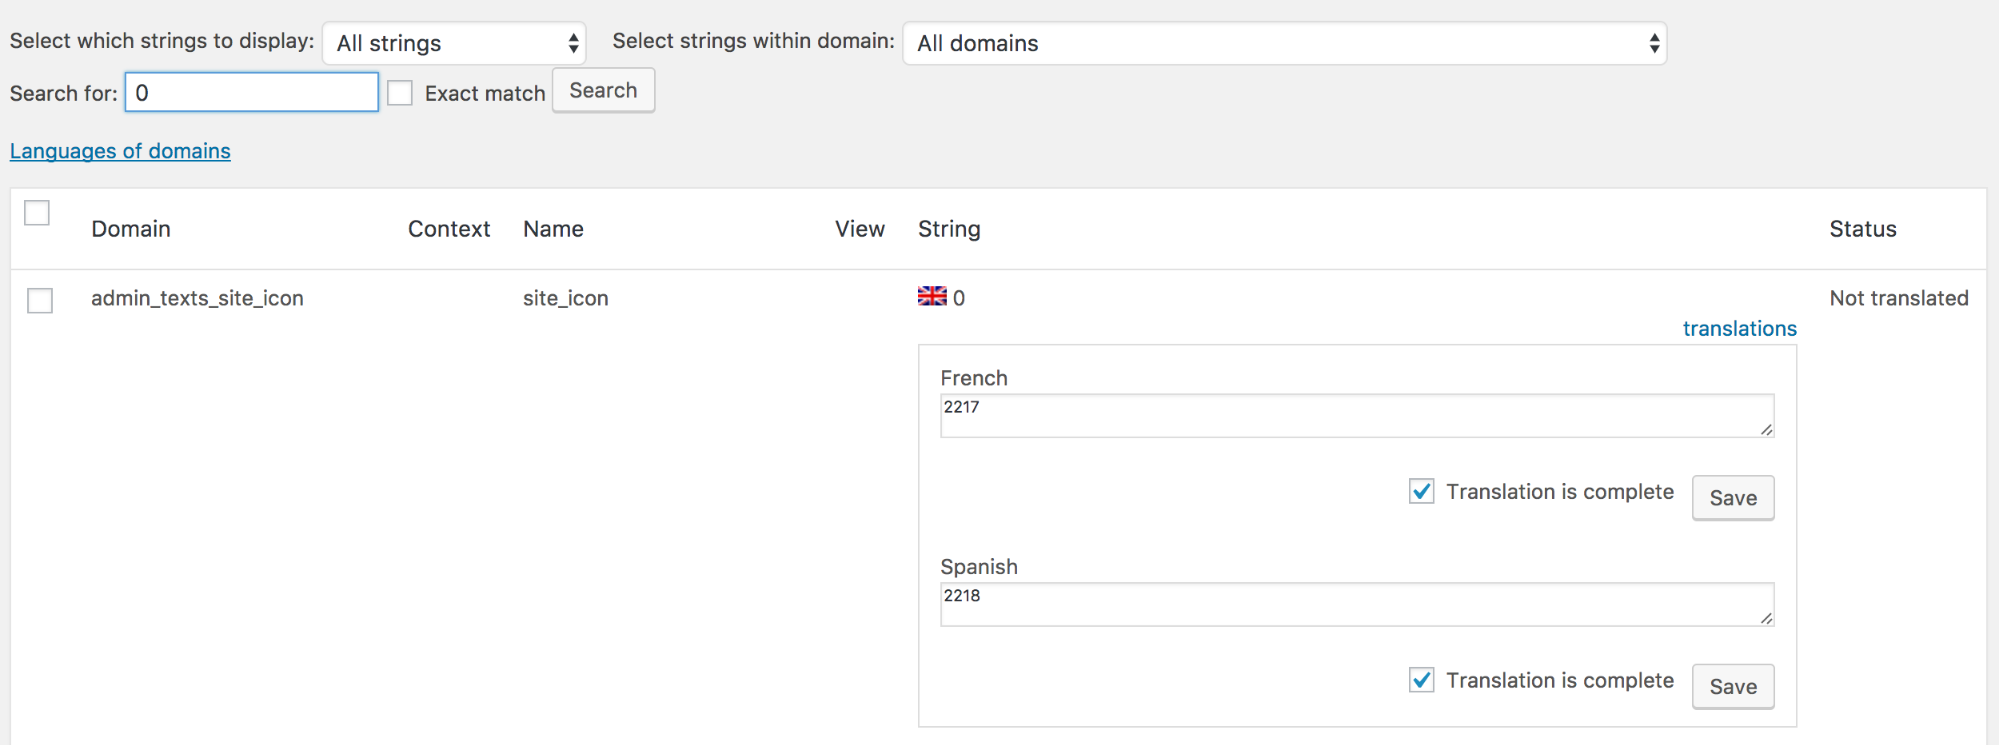 Select which strings to display: All strings Select strings within domain: All domains
Search for: 0 Exact match Search
Languages of domains
Domain Context Name View String Status
admin_texts_site_icon site_icon 0 Not translated
translations
French
2217
Translation is complete Save
Spanish
2218
Translation is complete Save